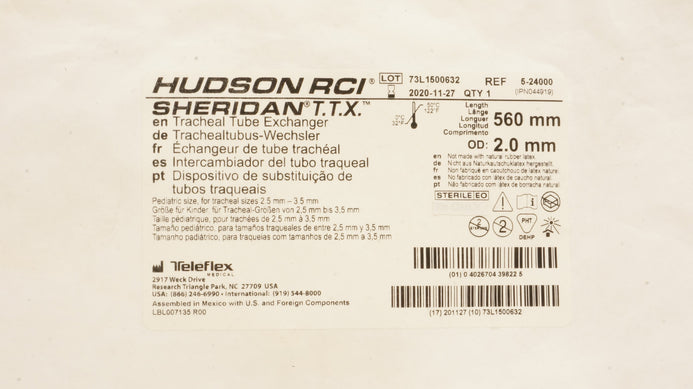 HUDSON RCI®
SHERIDAN® T.T.X.™
en Tracheal Tube Exchanger
de Trachealtubus-Wechsler
fr Échangeur de tube trachéal
es Intercambiador del tubo traqueal
pt Dispositivo de substituição de
tubos traqueais
Pediatric size, for tracheal sizes 2.5 mm – 3.5 mm
Größe für Kinder, für Tracheal-Größen von 2,5 mm bis 3,5 mm
Taille pédiatrique, pour trachées de 2,5 mm à 3,5 mm
Tamaño pediátrico, para tamaños traqueales de entre 2,5 mm y 3,5 mm
Tamanho pediátrico, para traqueias com tamanhos de 2,5 mm a 3,5 mm
Teleflex
MEDICAL
2917 Weck Drive
Research Triangle Park, NC 27709 USA
USA: (866) 246-6990 • International: (919) 544-8000
Assembled in Mexico with U.S. and Foreign Components
LBL007135 R00
LOT 73L1500632 REF 5-24000
2020-11-27 QTY 1 (IPN044919)
50°C
122°F
0°C
32°F
Length
Länge
Longueur
Longitud
Comprimento
560 mm
OD: 2.0 mm
en Not made with natural rubber latex.
de Nicht aus Naturkautschuklatex hergestellt.
fr Non fabriqué en caoutchouc de latex naturel.
es No fabricado con látex de caucho natural.
pt Não fabricado com látex de borracha natural.
STERILE EO
2 2 PHT
DEHP
(01) 0 4026704 39822 5
(17) 201127 (10) 73L1500632